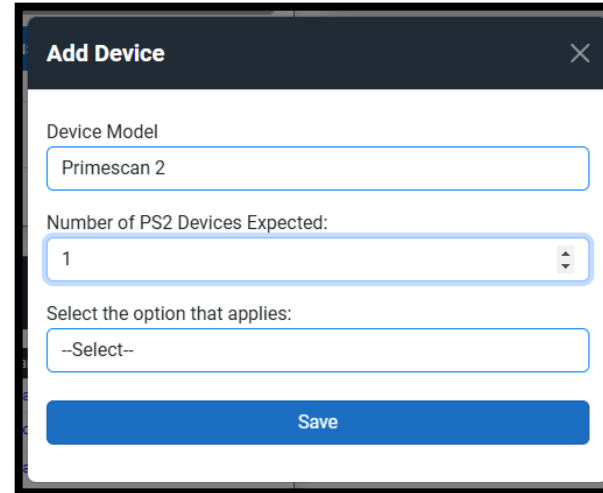 Add Device
Device Model
Primescan 2
Number of PS2 Devices Expected:
1
Select the option that applies:
--Select--
Save